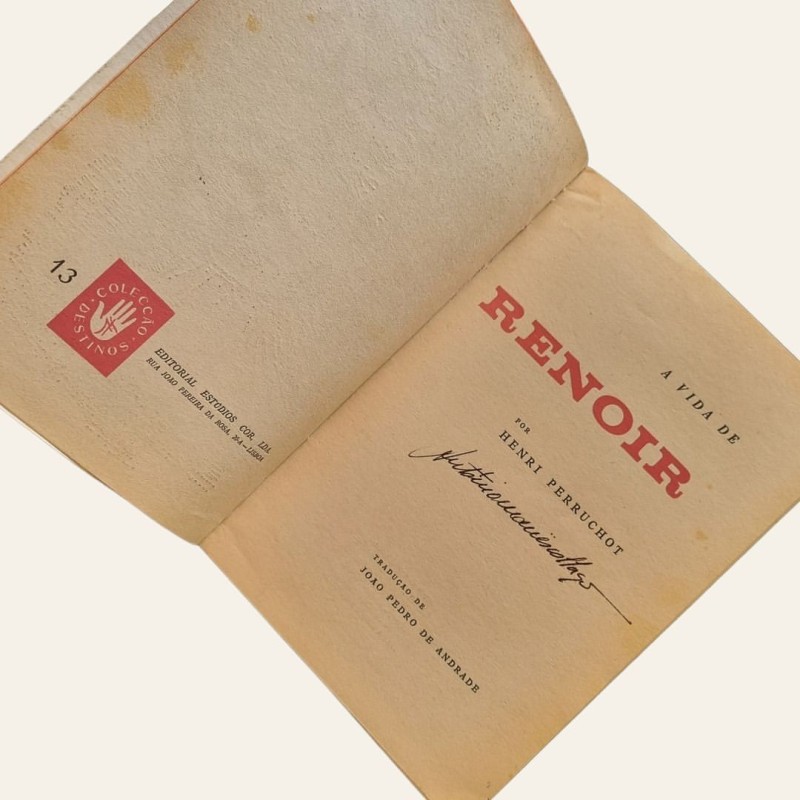 13
COLECÇÃO
DESTINOS
EDITORIAL ESTÚDIOS COR, LDA
RUA JOÃO PEREIRA DA ROSA, 20-A — LISBOA
A VIDA DE
RENOIR
POR
HENRI PERRUCHOT
TRADUÇÃO DE
JOÃO PEDRO DE ANDRADE